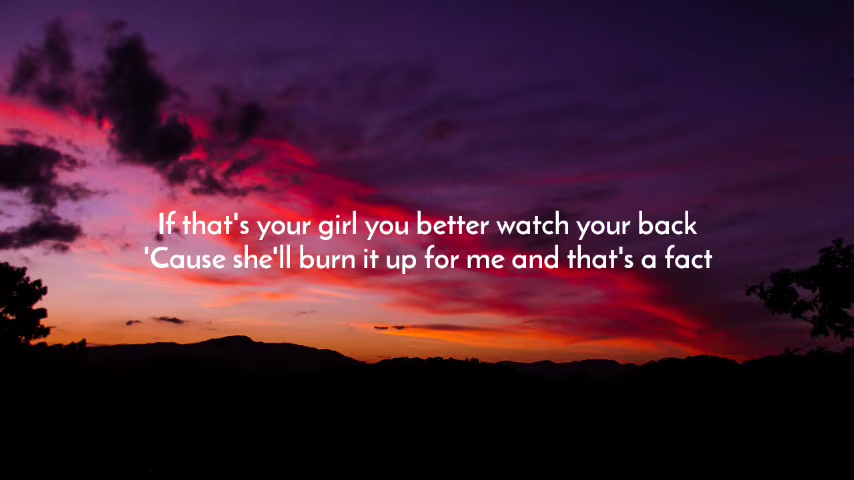 If that's your girl you better watch your back
'Cause she'll burn it up for me and that's a fact